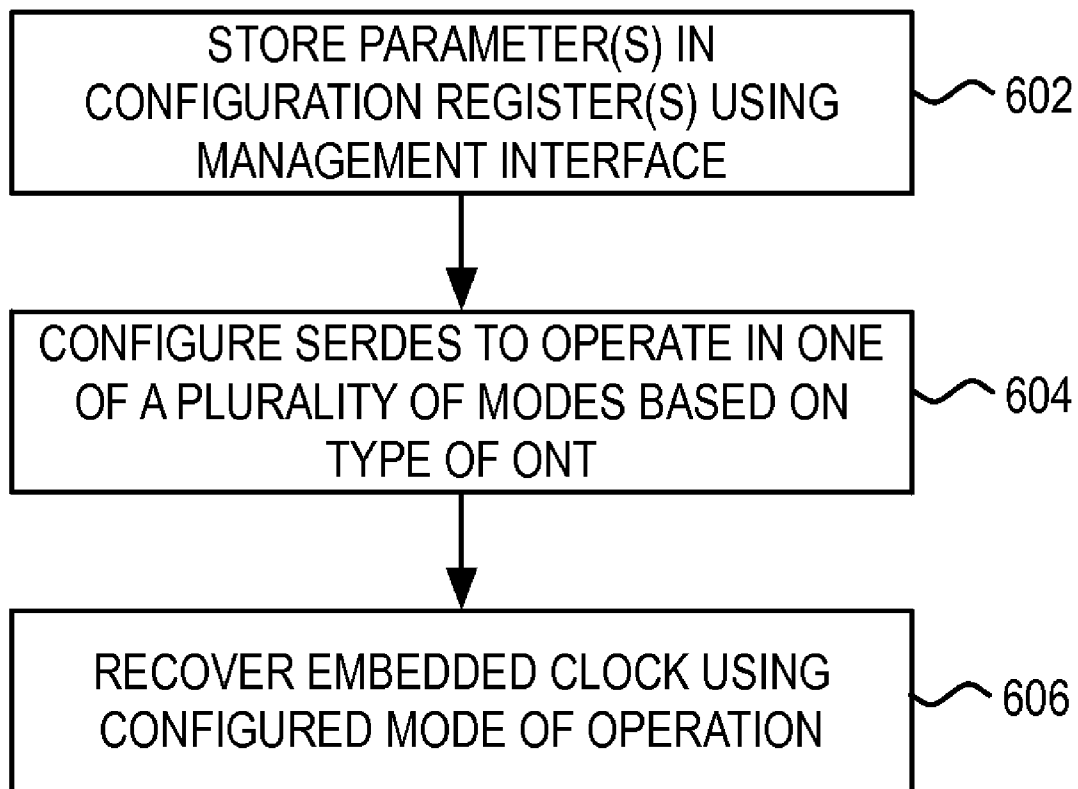 STORE PARAMETER(S) IN
CONFIGURATION REGISTER(S) USING
MANAGEMENT INTERFACE
602
CONFIGURE SERDES TO OPERATE IN ONE
OF A PLURALITY OF MODES BASED ON
TYPE OF ONT
604
RECOVER EMBEDDED CLOCK USING
CONFIGURED MODE OF OPERATION
606